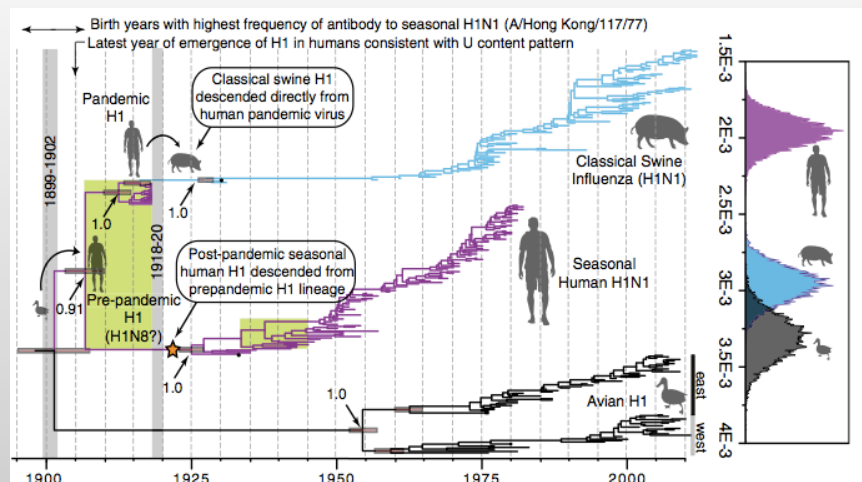 Birth years with highest frequency of antibody to seasonal H1N1 (A/Hong Kong/117/77)
Latest year of emergence of H1 in humans consistent with U content pattern
Pandemic
H1
Classical swine H1
descended directly from
human pandemic virus
1899-1902
1918-20
1.0
1.0
Classical Swine
Influenza (H1N1)
0.91
Pre-pandemic
H1
(H1N8?)
Post-pandemic seasonal
human H1 descended from
prepandemic H1 lineage
Seasonal
Human H1N1
1.0
1.0
Avian H1
east
west
1900
1925
1950
1975
2000
1.5E-3
2E-3
2.5E-3
3E-3
3.5E-3
4E-3